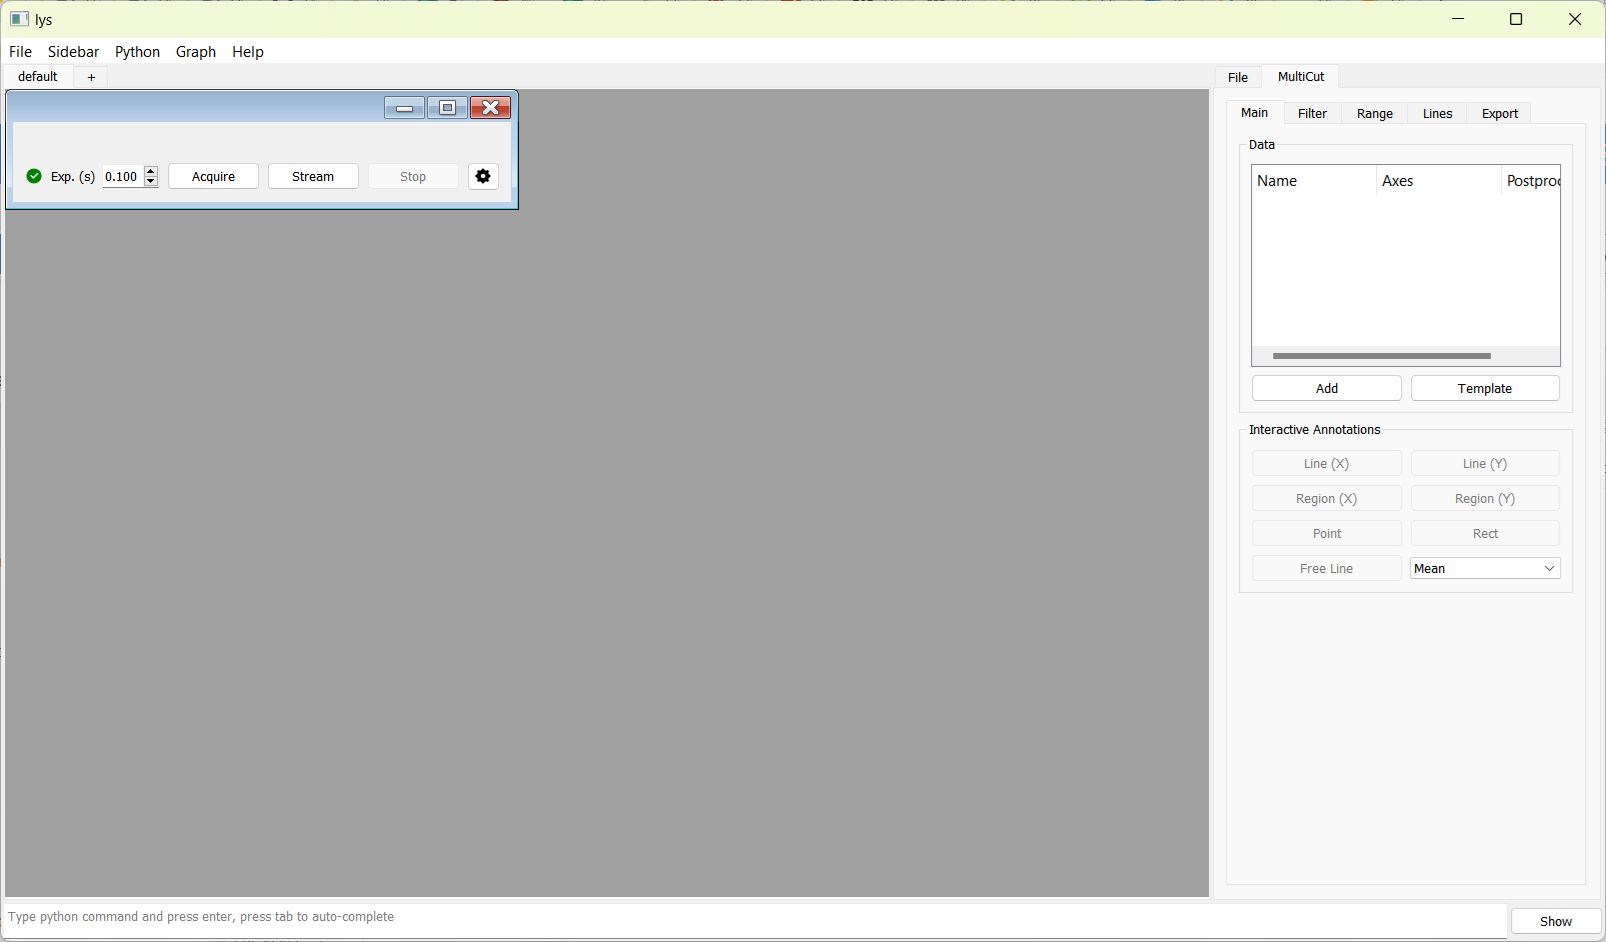 lys
File Sidebar Python Graph Help
default +
File MultiCut
Main Filter Range Lines Export
Data
Name Axes Postproc
Exp. (s) 0.100 Acquire Stream Stop
Add Template
Interactive Annotations
Line (X) Line (Y)
Region (X) Region (Y)
Point Rect
Free Line Mean
Type python command and press enter, press tab to auto-complete
Show